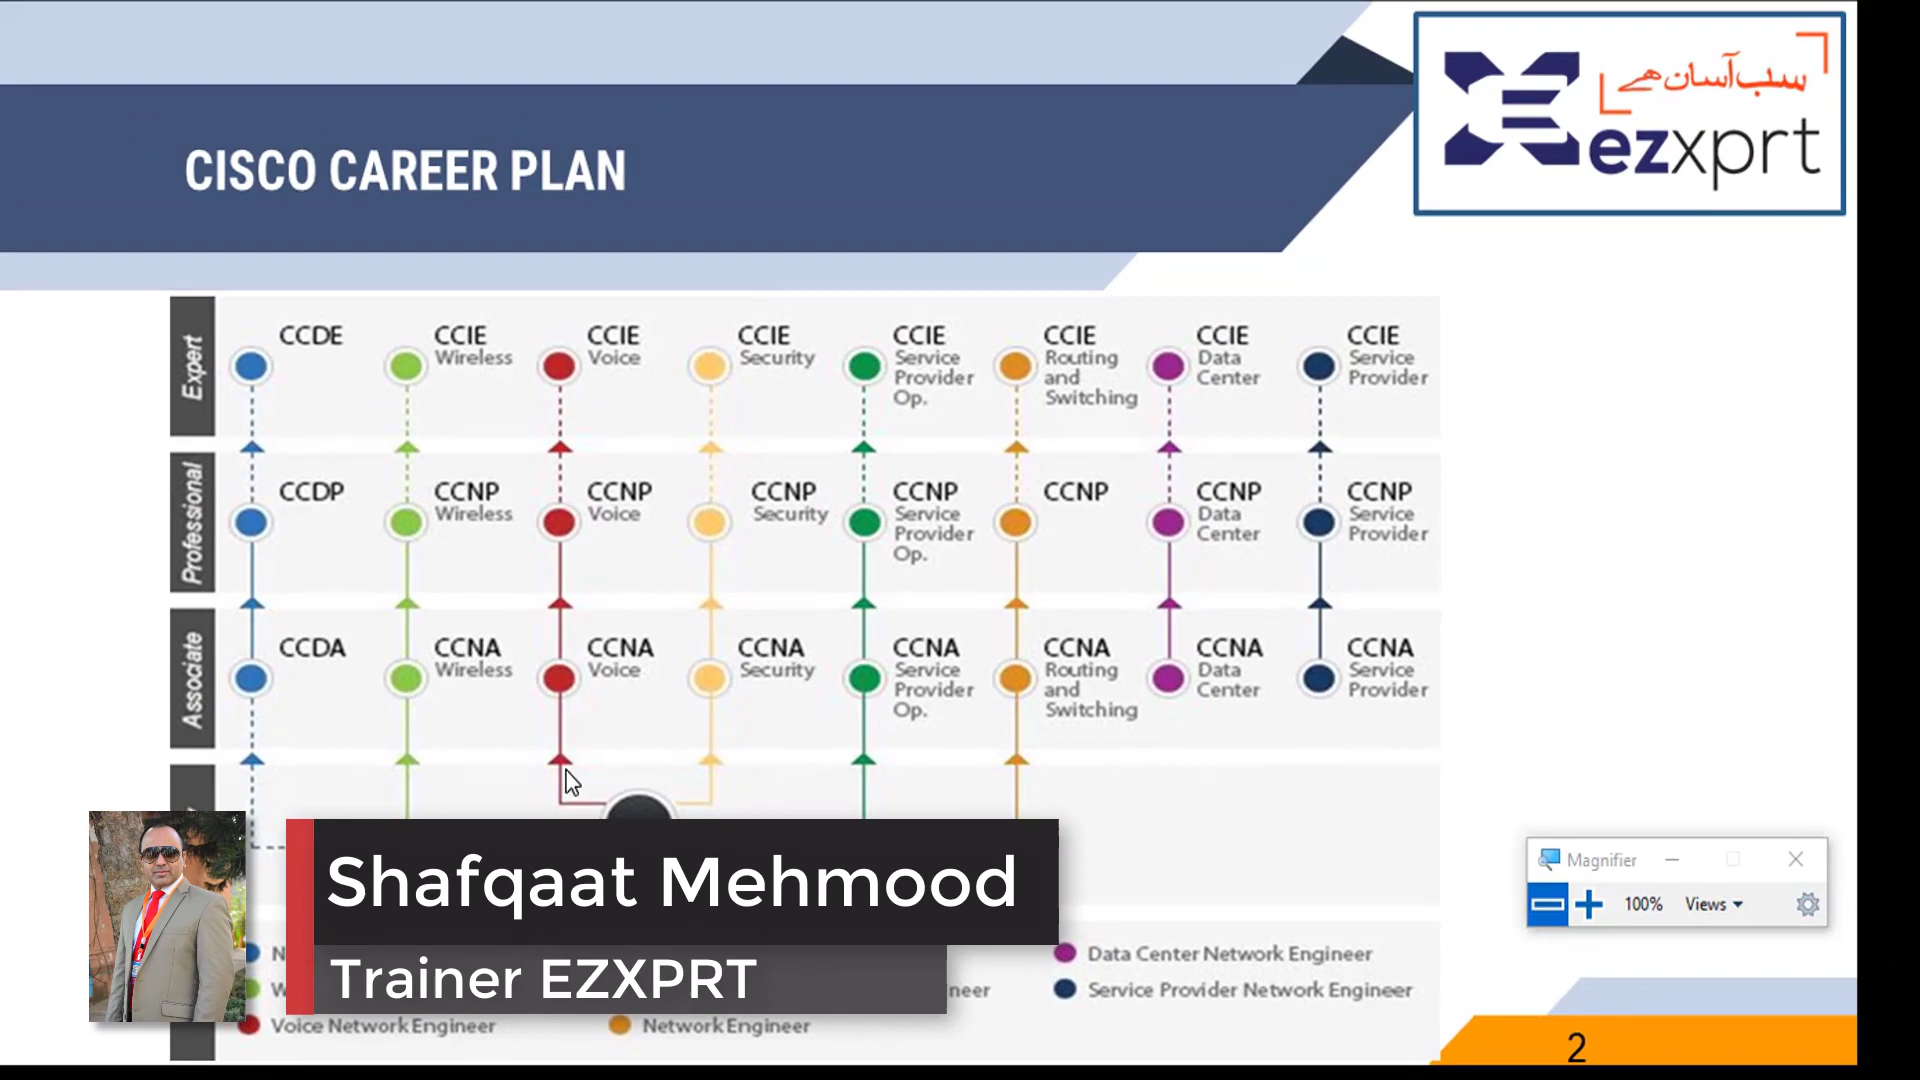 سب آسان ھے
ezxprt
CISCO CAREER PLAN
Expert
CCDE
CCIE
Wireless
CCIE
Voice
CCIE
Security
CCIE
Service
Provider
Op.
CCIE
Routing
and
Switching
CCIE
Data
Center
CCIE
Service
Provider
Professional
CCDP
CCNP
Wireless
CCNP
Voice
CCNP
Security
CCNP
Service
Provider
Op.
CCNP
CCNP
Data
Center
CCNP
Service
Provider
Associate
CCDA
CCNA
Wireless
CCNA
Voice
CCNA
Security
CCNA
Service
Provider
Op.
CCNA
Routing
and
Switching
CCNA
Data
Center
CCNA
Service
Provider
Shafqaat Mehmood
Trainer EZXPRT
Voice Network Engineer
Network Engineer
Data Center Network Engineer
Service Provider Network Engineer
Magnifier
100% Views
2